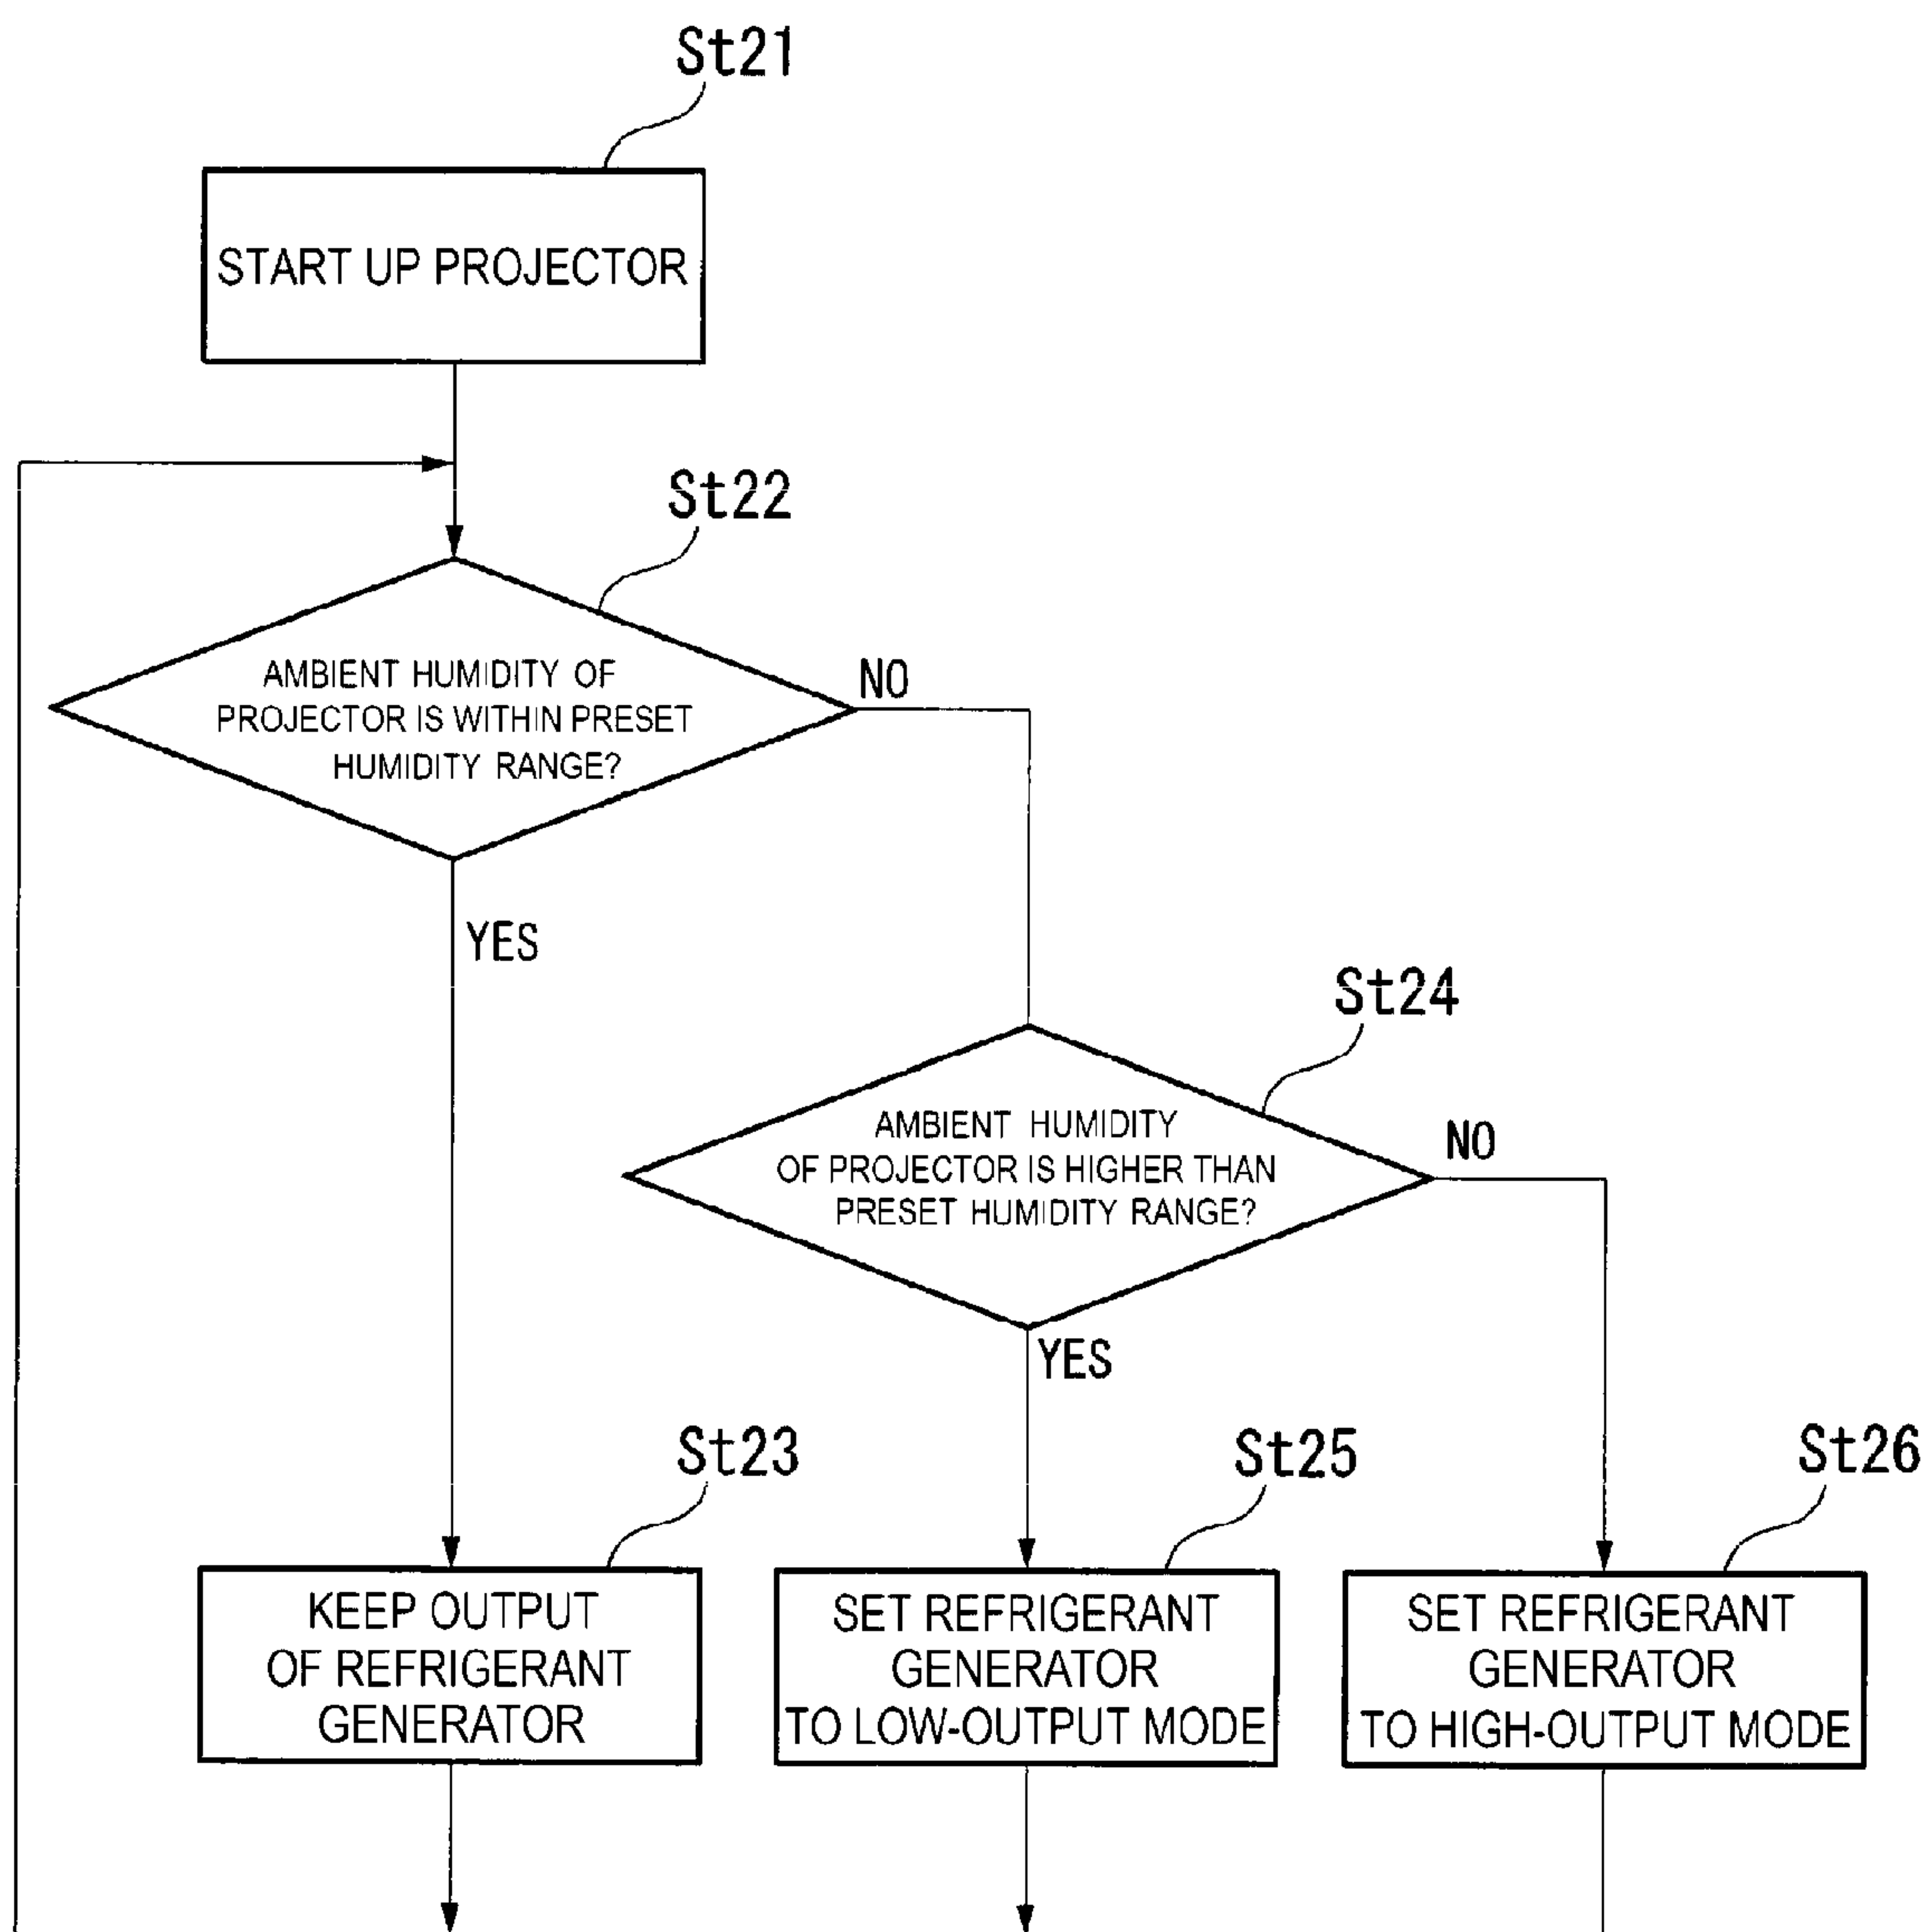 St21
START UP PROJECTOR
St22
AMBIENT HUMIDITY OF
PROJECTOR IS WITHIN PRESET
HUMIDITY RANGE?
NO
YES
St24
AMBIENT HUMIDITY
OF PROJECTOR IS HIGHER THAN
PRESET HUMIDITY RANGE?
NO
YES
St23
KEEP OUTPUT
OF REFRIGERANT
GENERATOR
St25
SET REFRIGERANT
GENERATOR
TO LOW-OUTPUT MODE
St26
SET REFRIGERANT
GENERATOR
TO HIGH-OUTPUT MODE